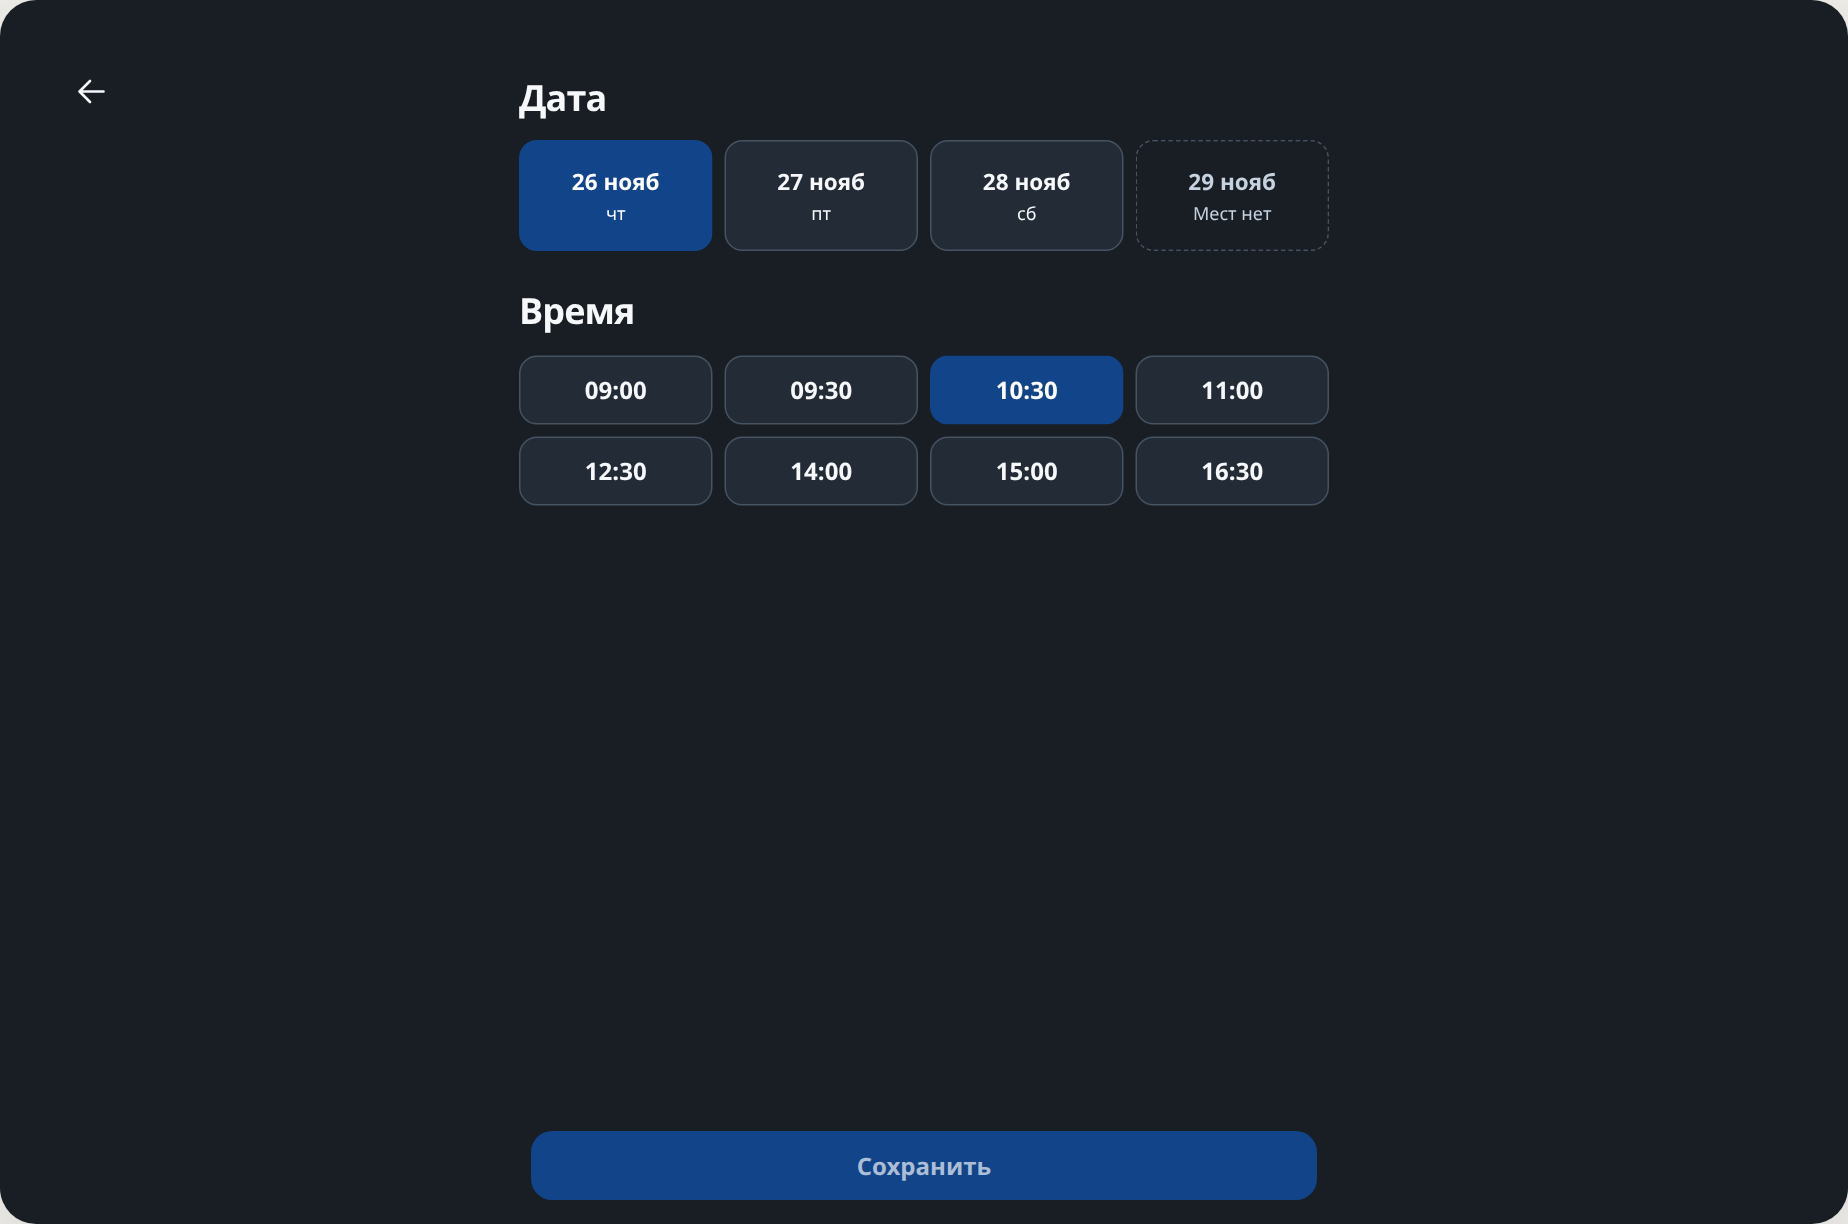 Дата
26 нояб
чт
27 нояб
пт
28 нояб
сб
29 нояб
Мест нет
Время
09:00
09:30
10:30
11:00
12:30
14:00
15:00
16:30
Сохранить